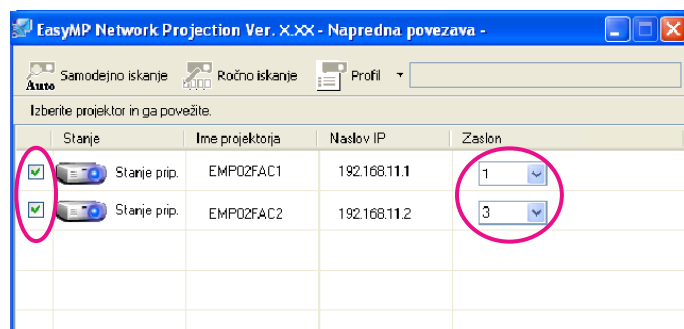 EasyMP Network Projection Ver. X.XX - Napredna povezava -
Auto Samodejno iskanje Ročno iskanje Profil
Izberite projektor in ga povežite.
Stanje Ime projektorja Naslov IP Zaslon
Stanje prip. EMP02FAC1 192.168.11.1 1
Stanje prip. EMP02FAC2 192.168.11.2 3